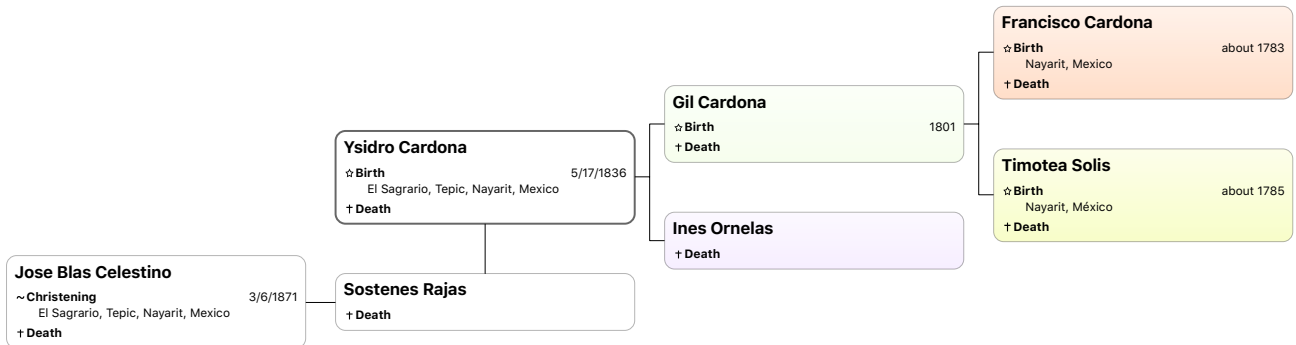 Francisco Cardona
☆ Birth about 1783
Nayarit, Mexico
† Death
Gil Cardona
☆ Birth 1801
† Death
Ysidro Cardona
☆ Birth 5/17/1836
El Sagrario, Tepic, Nayarit, Mexico
† Death
Timotea Solis
☆ Birth about 1785
Nayarit, México
† Death
Ines Ornelas
† Death
Jose Blas Celestino
~ Christening 3/6/1871
El Sagrario, Tepic, Nayarit, Mexico
† Death
Sostenes Rajas
† Death